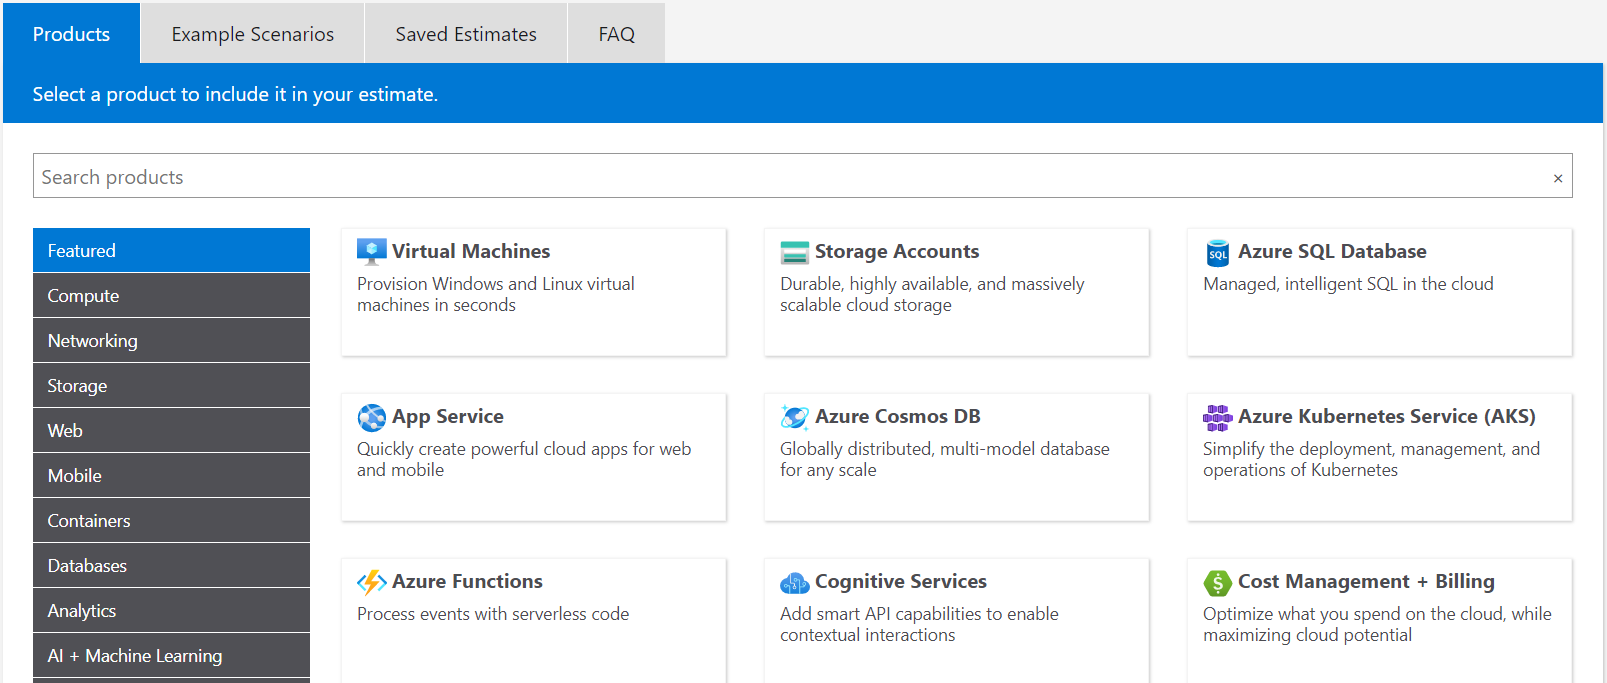 Products
Example Scenarios
Saved Estimates
FAQ
Select a product to include it in your estimate.
Search products
×
Featured
Compute
Networking
Storage
Web
Mobile
Containers
Databases
Analytics
AI + Machine Learning
Virtual Machines
Provision Windows and Linux virtual
machines in seconds
Storage Accounts
Durable, highly available, and massively
scalable cloud storage
SQL
Azure SQL Database
Managed, intelligent SQL in the cloud
App Service
Quickly create powerful cloud apps for web
and mobile
Azure Cosmos DB
Globally distributed, multi-model database
for any scale
Azure Kubernetes Service (AKS)
Simplify the deployment, management, and
operations of Kubernetes
Azure Functions
Process events with serverless code
Cognitive Services
Add smart API capabilities to enable
contextual interactions
$
Cost Management + Billing
Optimize what you spend on the cloud, while
maximizing cloud potential